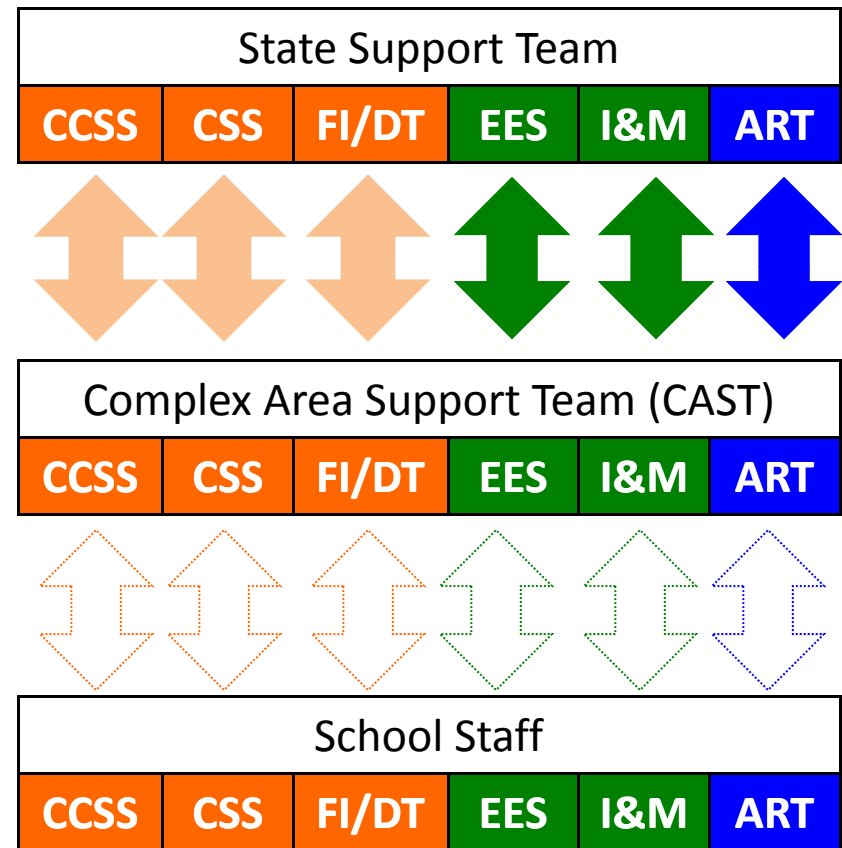 State Support Team
CCSS CSS FI/DT EES I&M ART
Complex Area Support Team (CAST)
CCSS CSS FI/DT EES I&M ART
School Staff
CCSS CSS FI/DT EES I&M ART